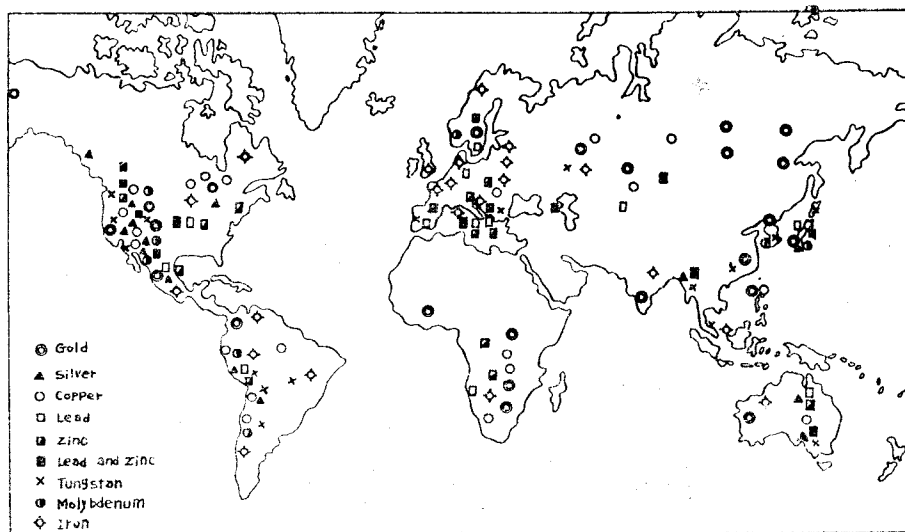 Gold
Silver
Copper
Lead
Zinc
Lead and zinc
Tungstan
Molybdenum
Iron